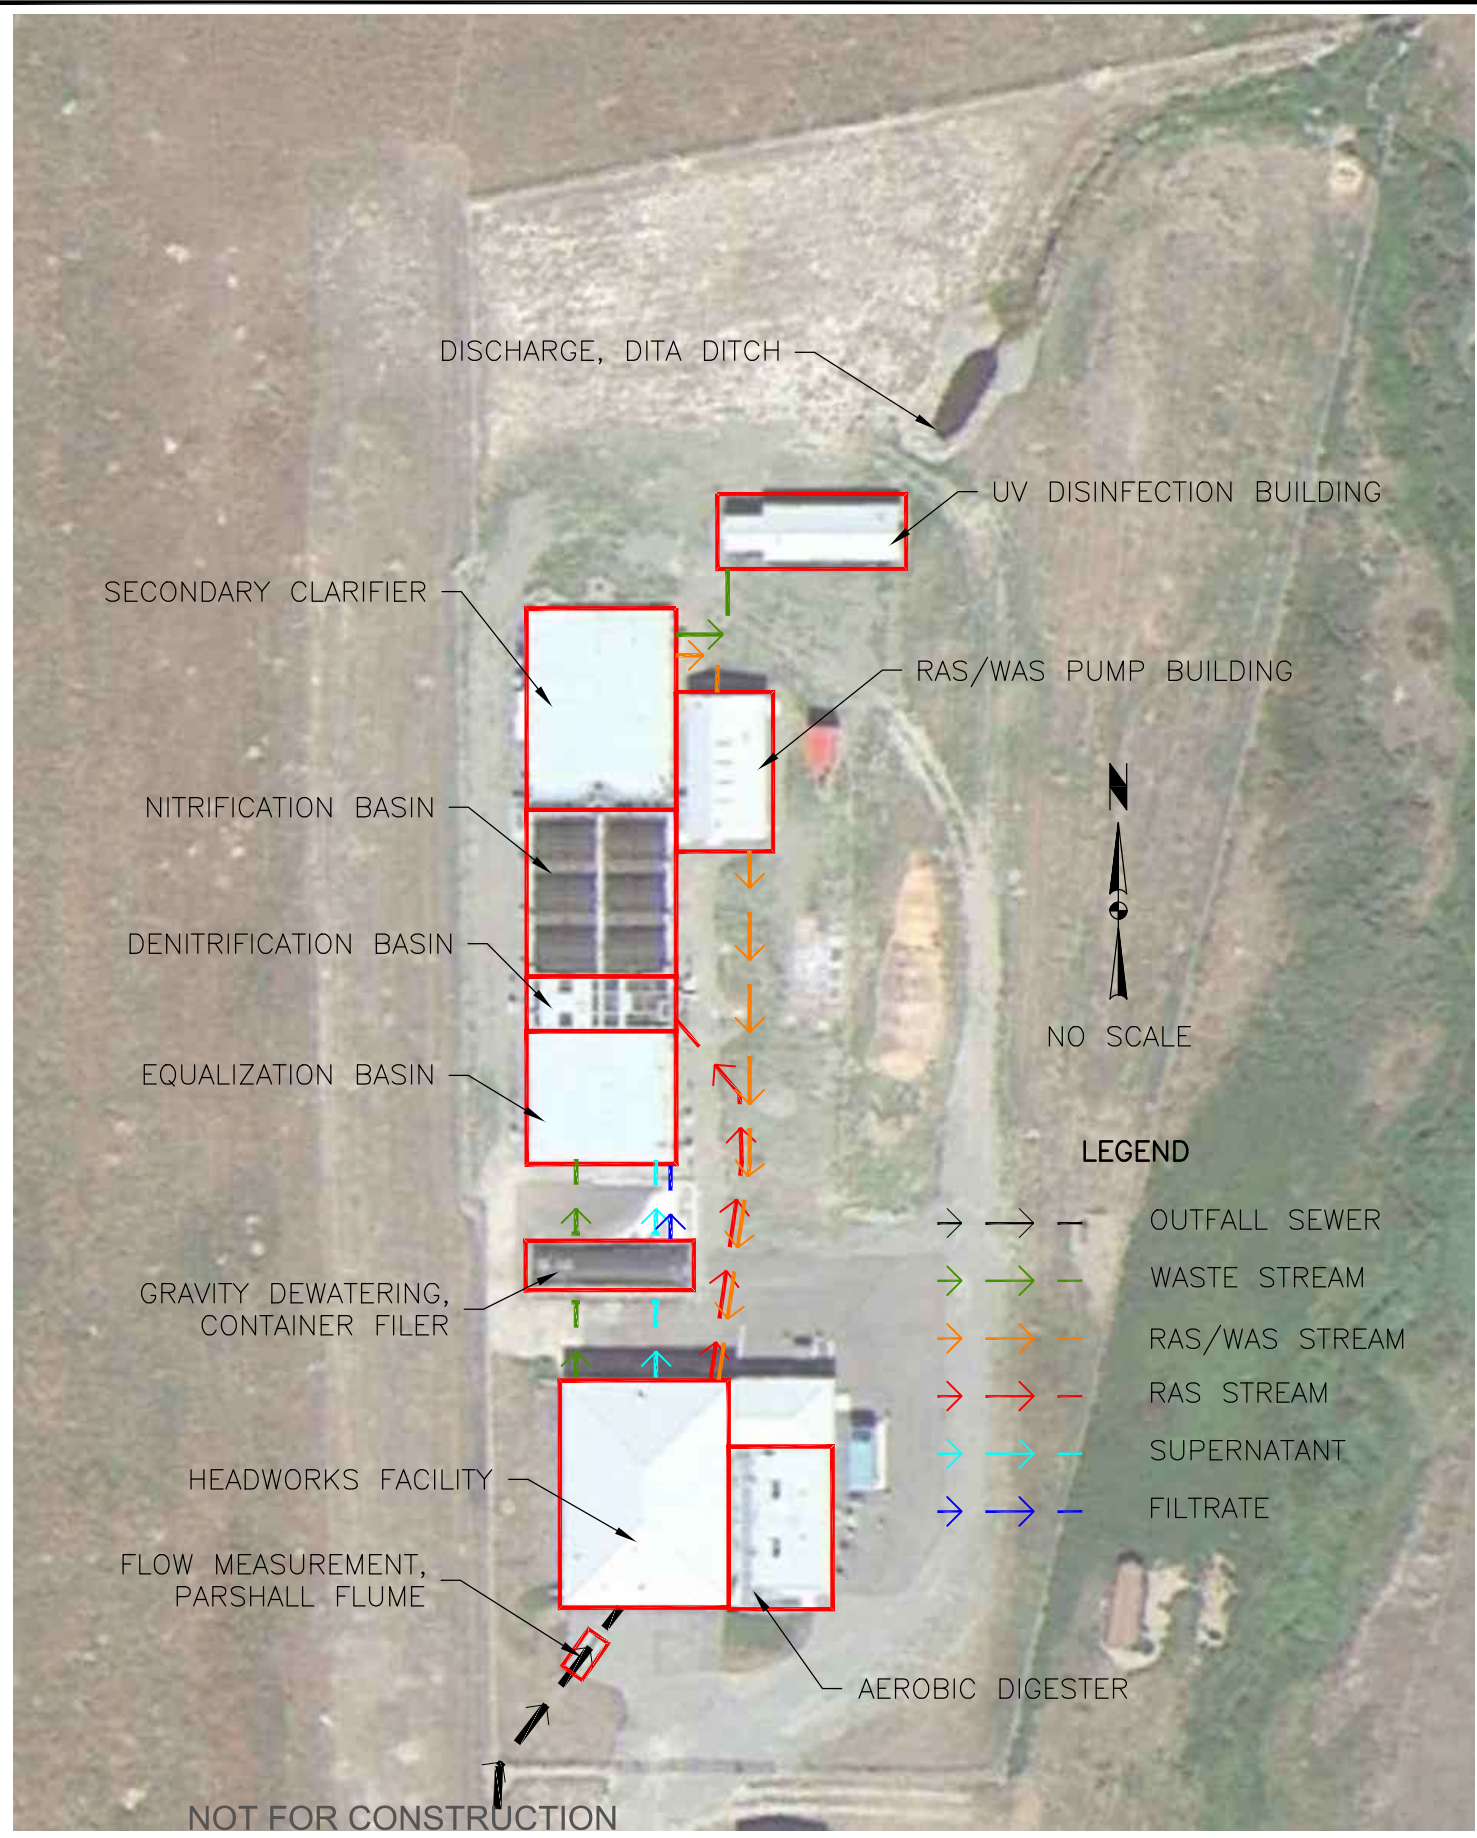 DISCHARGE, DITA DITCH
UV DISINFECTION BUILDING
SECONDARY CLARIFIER
RAS/WAS PUMP BUILDING
NITRIFICATION BASIN
N
DENITRIFICATION BASIN
NO SCALE
EQUALIZATION BASIN
LEGEND
OUTFALL SEWER
WASTE STREAM
GRAVITY DEWATERING,
CONTAINER FILER
RAS/WAS STREAM
RAS STREAM
SUPERNATANT
HEADWORKS FACILITY
FILTRATE
FLOW MEASUREMENT,
PARSHALL FLUME
AEROBIC DIGESTER
NOT FOR CONSTRUCTION